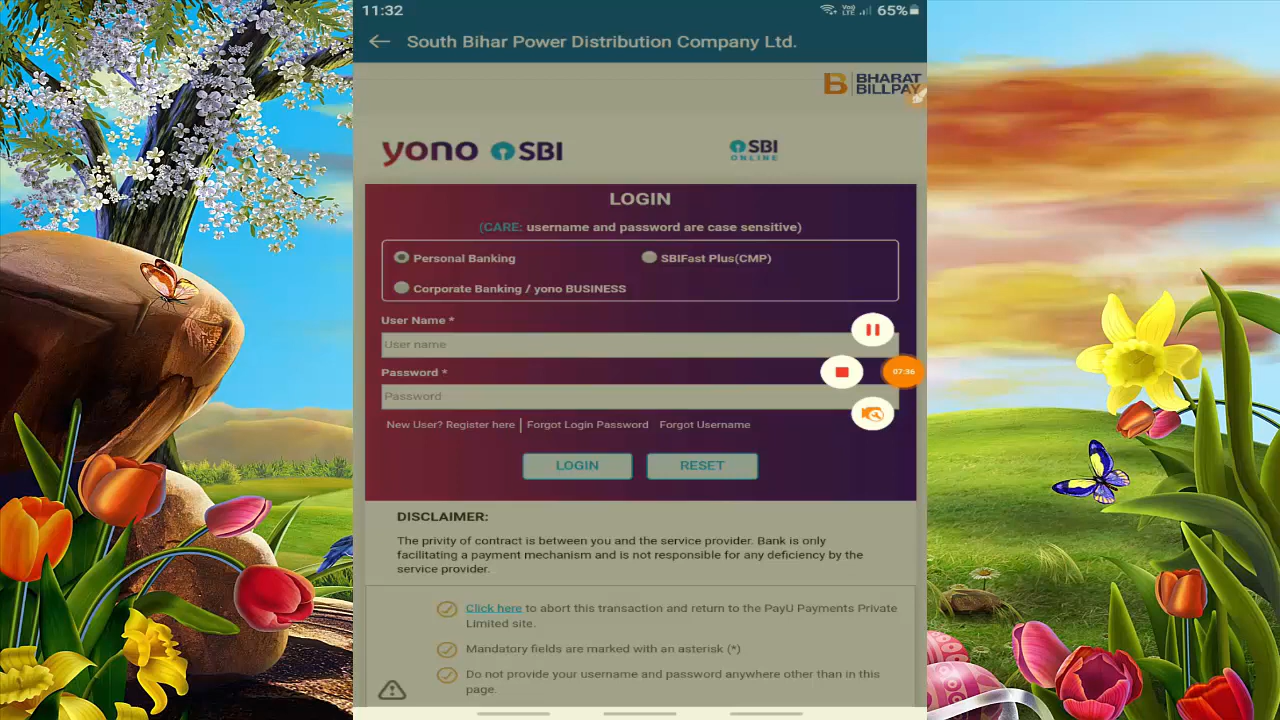 11:32
Vo)) LTE 65%
South Bihar Power Distribution Company Ltd.
B BHARAT BILLPAY
yono SBI
SBI ONLINE
LOGIN
(CARE: username and password are case sensitive)
Personal Banking
SBIFast Plus(CMP)
Corporate Banking / yono BUSINESS
User Name *
User name
Password *
07:36
Password
New User? Register here | Forgot Login Password Forgot Username
LOGIN
RESET
DISCLAIMER:
The privity of contract is between you and the service provider. Bank is only
facilitating a payment mechanism and is not responsible for any deficiency by the
service provider.
Click here to abort this transaction and return to the PayU Payments Private
Limited site.
Mandatory fields are marked with an asterisk (*)
Do not provide your username and password anywhere other than in this
page.